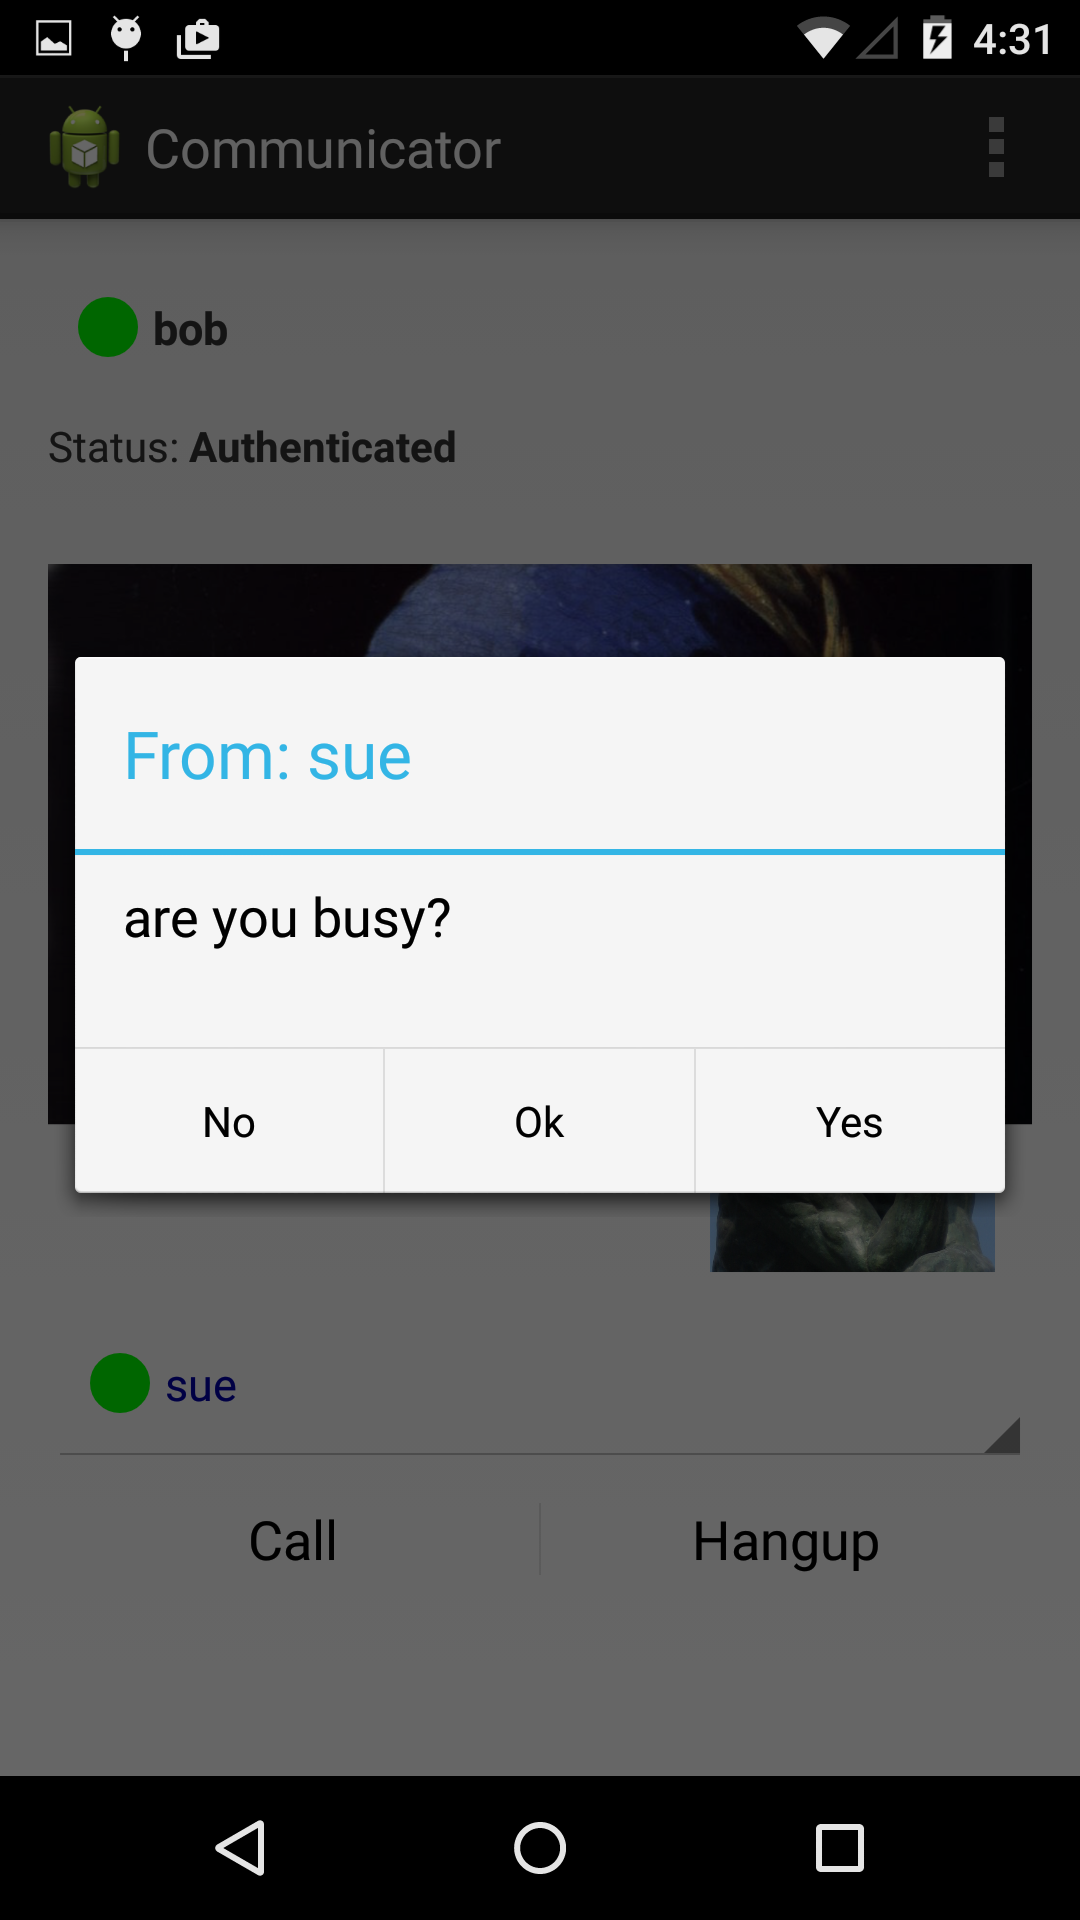 4:31
Communicator
bob
Status: Authenticated
From: sue
are you busy?
No Ok Yes
sue
Call Hangup